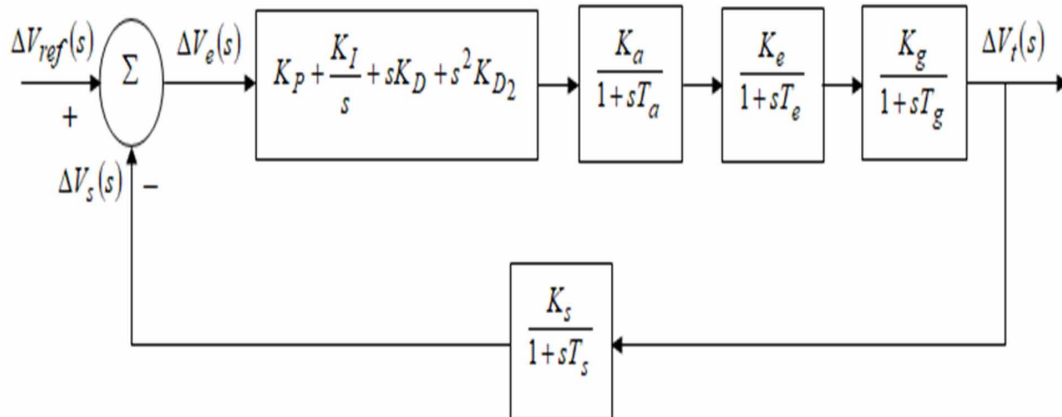 ΔV_ref(s)
+
Σ
ΔV_e(s)
K_P + K_I/s + sK_D + s²K_D₂
K_a/(1+sT_a)
K_e/(1+sT_e)
K_g/(1+sT_g)
ΔV_t(s)
ΔV_s(s) −
K_s/(1+sT_s)